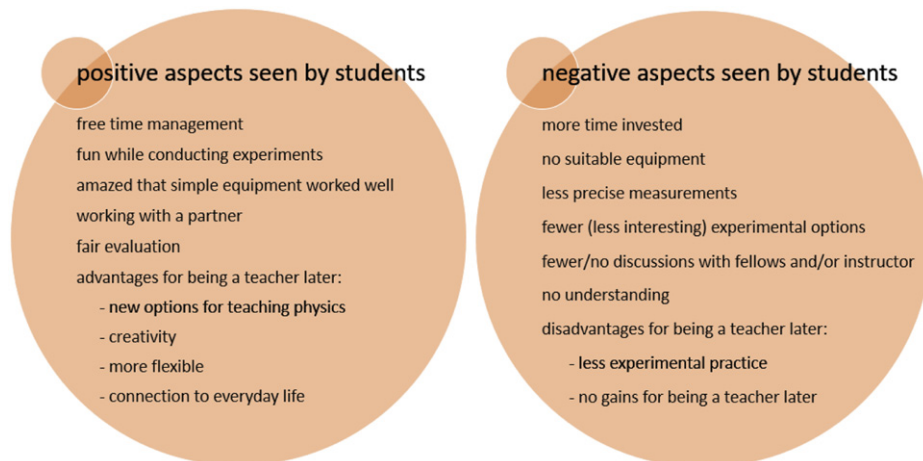 positive aspects seen by students
free time management
fun while conducting experiments
amazed that simple equipment worked well
working with a partner
fair evaluation
advantages for being a teacher later:
- new options for teaching physics
- creativity
- more flexible
- connection to everyday life
negative aspects seen by students
more time invested
no suitable equipment
less precise measurements
fewer (less interesting) experimental options
fewer/no discussions with fellows and/or instructor
no understanding
disadvantages for being a teacher later:
- less experimental practice
- no gains for being a teacher later